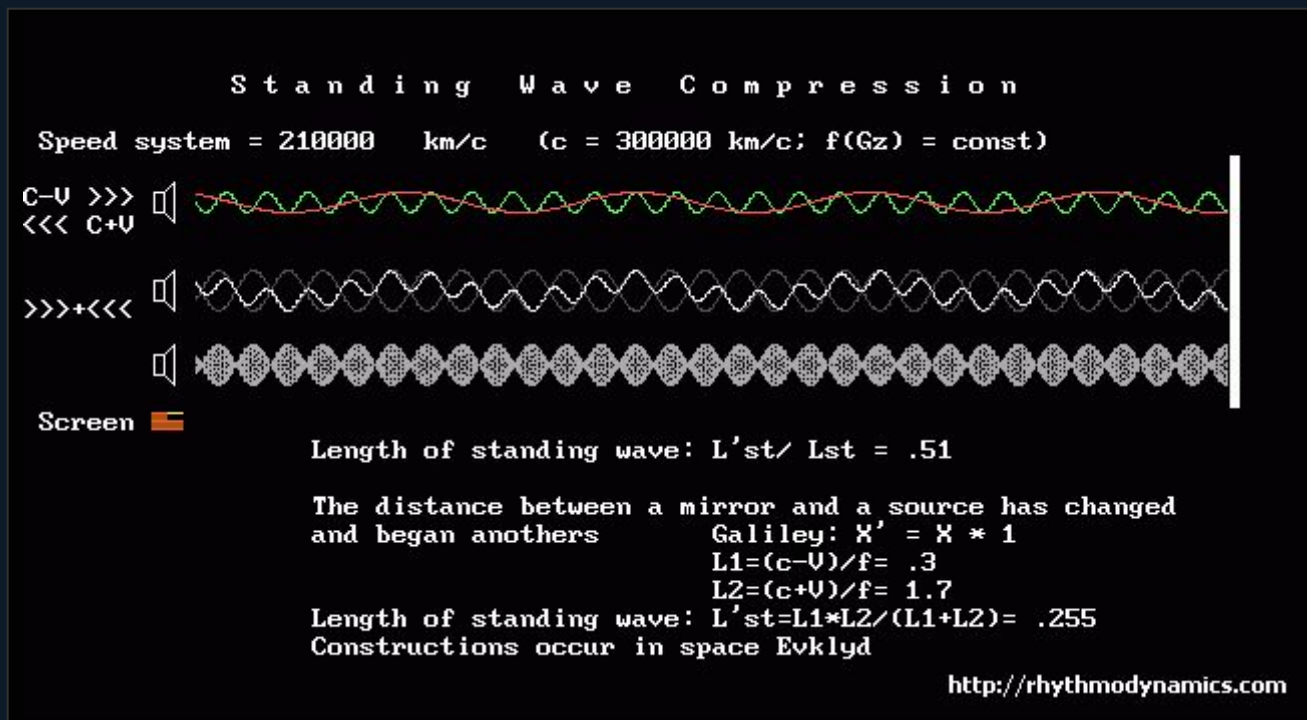 Standing Wave Compression
Speed system = 210000 km/c (c = 300000 km/c; f(Gz) = const)
C-V >>>
<<< C+V
>>>+<<<
Screen
Length of standing wave: L'st/ Lst = .51
The distance between a mirror and a source has changed
and began anothers Galiley: X' = X * 1
L1=(c-V)/f= .3
L2=(c+V)/f= 1.7
Length of standing wave: L'st=L1*L2/(L1+L2)= .255
Constructions occur in space Evklyd
http://rhythmodynamics.com